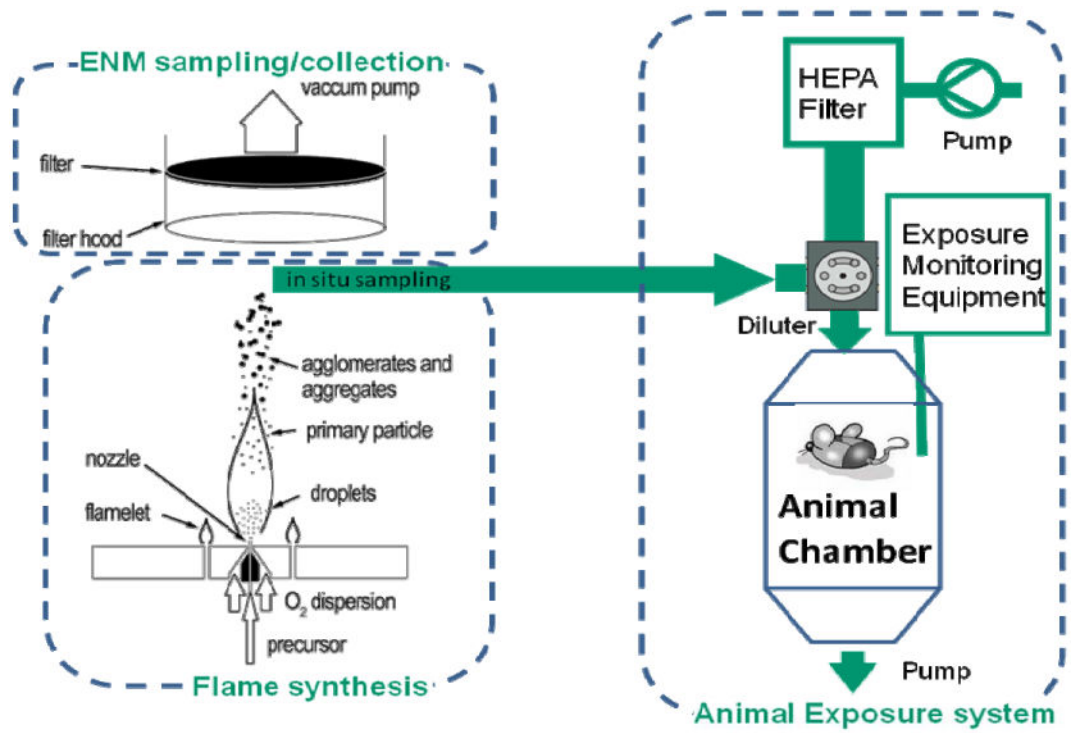 ENM sampling/collection
vaccum pump
filter
filter hood
in situ sampling
agglomerates and
aggregates
primary particle
nozzle
droplets
flamelet
O₂ dispersion
precursor
Flame synthesis
HEPA
Filter
Pump
Exposure
Monitoring
Equipment
Diluter
Animal
Chamber
Pump
Animal Exposure system